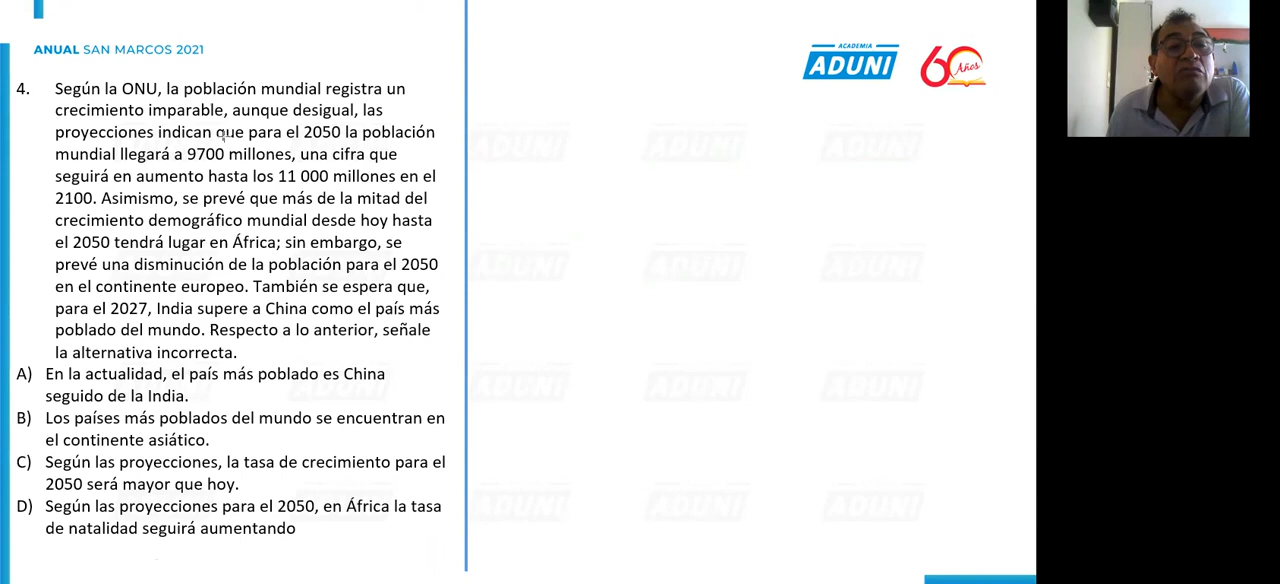 ANUAL SAN MARCOS 2021
ACADEMIA
ADUNI
60 Años
4. Según la ONU, la población mundial registra un
crecimiento imparable, aunque desigual, las
proyecciones indican que para el 2050 la población
mundial llegará a 9700 millones, una cifra que
seguirá en aumento hasta los 11 000 millones en el
2100. Asimismo, se prevé que más de la mitad del
crecimiento demográfico mundial desde hoy hasta
el 2050 tendrá lugar en África; sin embargo, se
prevé una disminución de la población para el 2050
en el continente europeo. También se espera que,
para el 2027, India supere a China como el país más
poblado del mundo. Respecto a lo anterior, señale
la alternativa incorrecta.
A) En la actualidad, el país más poblado es China
seguido de la India.
B) Los países más poblados del mundo se encuentran en
el continente asiático.
C) Según las proyecciones, la tasa de crecimiento para el
2050 será mayor que hoy.
D) Según las proyecciones para el 2050, en África la tasa
de natalidad seguirá aumentando